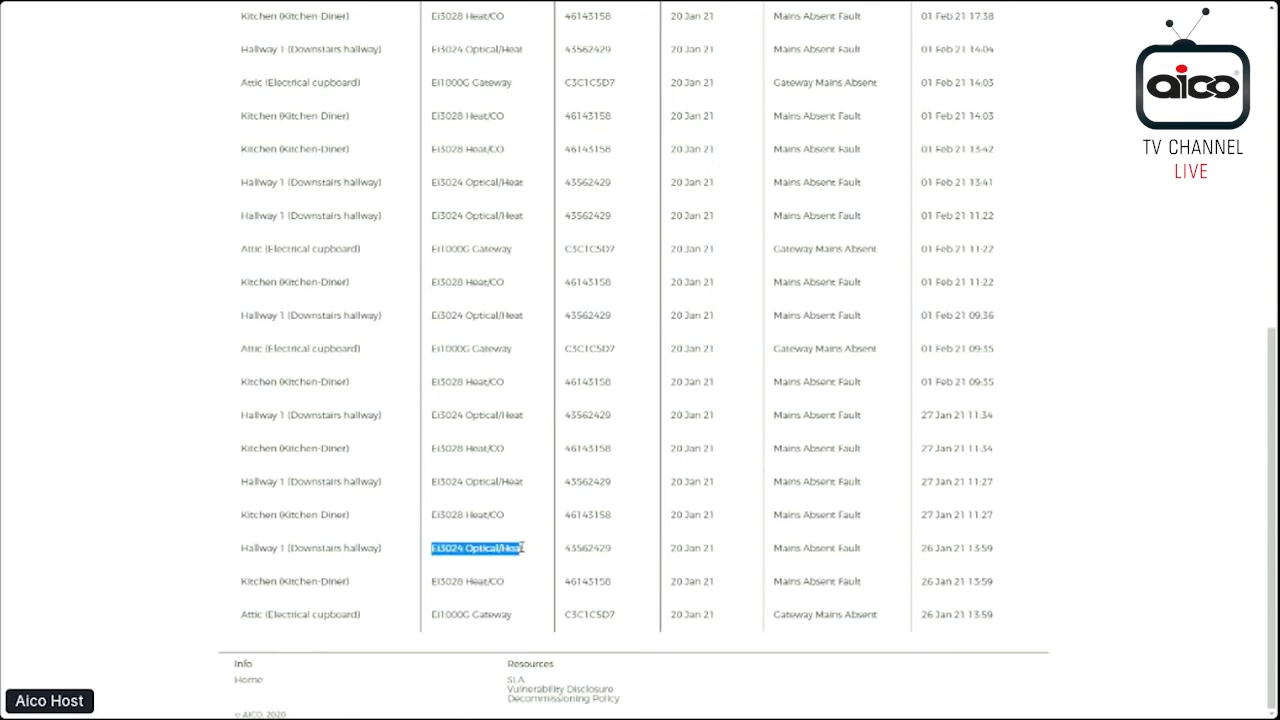 Kitchen (Kitchen-Diner) Ei3028 Heat/CO 46143158 20 Jan 21 Mains Absent Fault 01 Feb 21 17:38
Hallway 1 (Downstairs hallway) Ei3024 Optical/Heat 43562429 20 Jan 21 Mains Absent Fault 01 Feb 21 14:04
Attic (Electrical cupboard) Ei1000G Gateway C3C1C5D7 20 Jan 21 Gateway Mains Absent 01 Feb 21 14:03
Kitchen (Kitchen-Diner) Ei3028 Heat/CO 46143158 20 Jan 21 Mains Absent Fault 01 Feb 21 14:03
Kitchen (Kitchen-Diner) Ei3028 Heat/CO 46143158 20 Jan 21 Mains Absent Fault 01 Feb 21 13:42
Hallway 1 (Downstairs hallway) Ei3024 Optical/Heat 43562429 20 Jan 21 Mains Absent Fault 01 Feb 21 13:41
Hallway 1 (Downstairs hallway) Ei3024 Optical/Heat 43562429 20 Jan 21 Mains Absent Fault 01 Feb 21 11:22
Attic (Electrical cupboard) Ei1000G Gateway C3C1C5D7 20 Jan 21 Gateway Mains Absent 01 Feb 21 11:22
Kitchen (Kitchen-Diner) Ei3028 Heat/CO 46143158 20 Jan 21 Mains Absent Fault 01 Feb 21 11:22
Hallway 1 (Downstairs hallway) Ei3024 Optical/Heat 43562429 20 Jan 21 Mains Absent Fault 01 Feb 21 09:36
Attic (Electrical cupboard) Ei1000G Gateway C3C1C5D7 20 Jan 21 Gateway Mains Absent 01 Feb 21 09:35
Kitchen (Kitchen-Diner) Ei3028 Heat/CO 46143158 20 Jan 21 Mains Absent Fault 01 Feb 21 09:35
Hallway 1 (Downstairs hallway) Ei3024 Optical/Heat 43562429 20 Jan 21 Mains Absent Fault 27 Jan 21 11:34
Kitchen (Kitchen-Diner) Ei3028 Heat/CO 46143158 20 Jan 21 Mains Absent Fault 27 Jan 21 11:34
Hallway 1 (Downstairs hallway) Ei3024 Optical/Heat 43562429 20 Jan 21 Mains Absent Fault 27 Jan 21 11:27
Kitchen (Kitchen-Diner) Ei3028 Heat/CO 46143158 20 Jan 21 Mains Absent Fault 27 Jan 21 11:27
Hallway 1 (Downstairs hallway) Ei3024 Optical/Heat 43562429 20 Jan 21 Mains Absent Fault 26 Jan 21 13:59
Kitchen (Kitchen-Diner) Ei3028 Heat/CO 46143158 20 Jan 21 Mains Absent Fault 26 Jan 21 13:59
Attic (Electrical cupboard) Ei1000G Gateway C3C1C5D7 20 Jan 21 Gateway Mains Absent 26 Jan 21 13:59
Info
Home
© AICO, 2020
Resources
SLA
Vulnerability Disclosure
Decommissioning Policy
aico
TV CHANNEL
LIVE
Aico Host